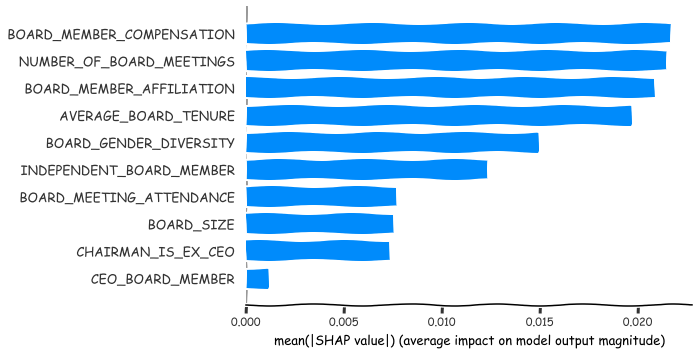 BOARD_MEMBER_COMPENSATION
NUMBER_OF_BOARD_MEETINGS
BOARD_MEMBER_AFFILIATION
AVERAGE_BOARD_TENURE
BOARD_GENDER_DIVERSITY
INDEPENDENT_BOARD_MEMBER
BOARD_MEETING_ATTENDANCE
BOARD_SIZE
CHAIRMAN_IS_EX_CEO
CEO_BOARD_MEMBER
0.000 0.005 0.010 0.015 0.020
mean(|SHAP value|) (average impact on model output magnitude)